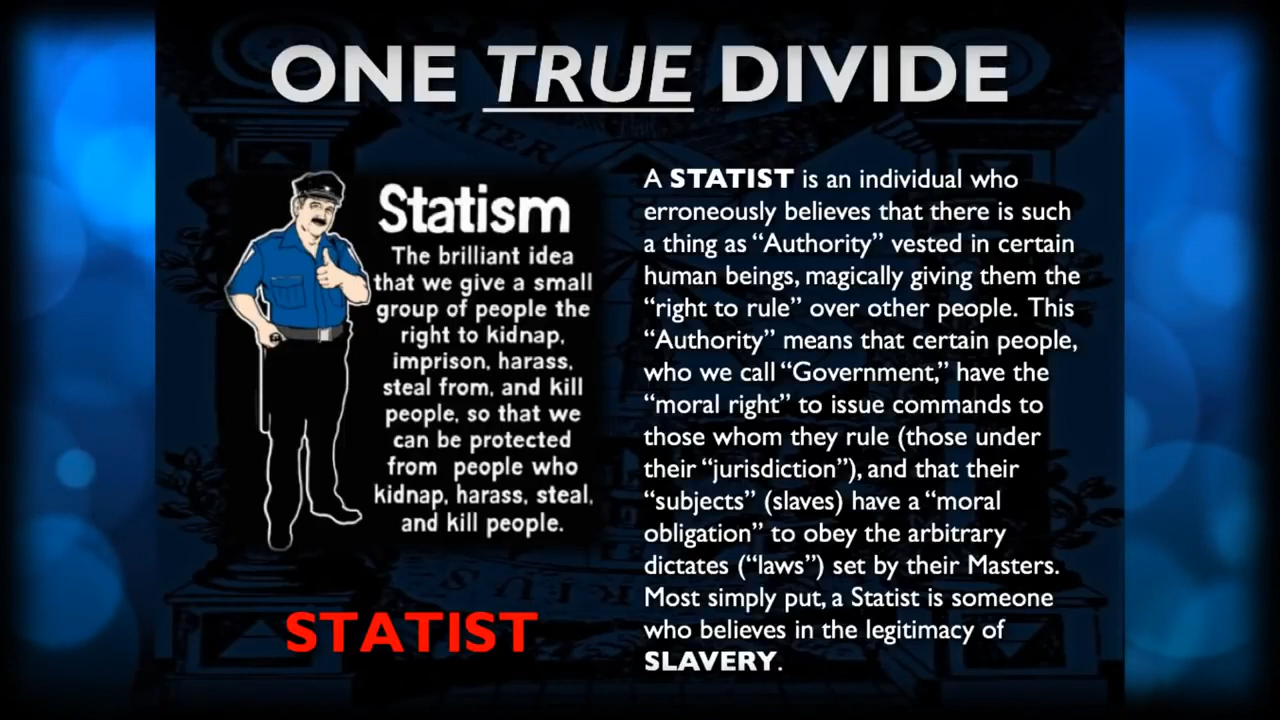 ONE TRUE DIVIDE
Statism
The brilliant idea
that we give a small
group of people the
right to kidnap,
imprison, harass,
steal from, and kill
people, so that we
can be protected
from people who
kidnap, harass, steal,
and kill people.
STATIST
A STATIST is an individual who
erroneously believes that there is such
a thing as “Authority” vested in certain
human beings, magically giving them the
“right to rule” over other people. This
“Authority” means that certain people,
who we call “Government,” have the
“moral right” to issue commands to
those whom they rule (those under
their “jurisdiction”), and that their
“subjects” (slaves) have a “moral
obligation” to obey the arbitrary
dictates (“laws”) set by their Masters.
Most simply put, a Statist is someone
who believes in the legitimacy of
SLAVERY.